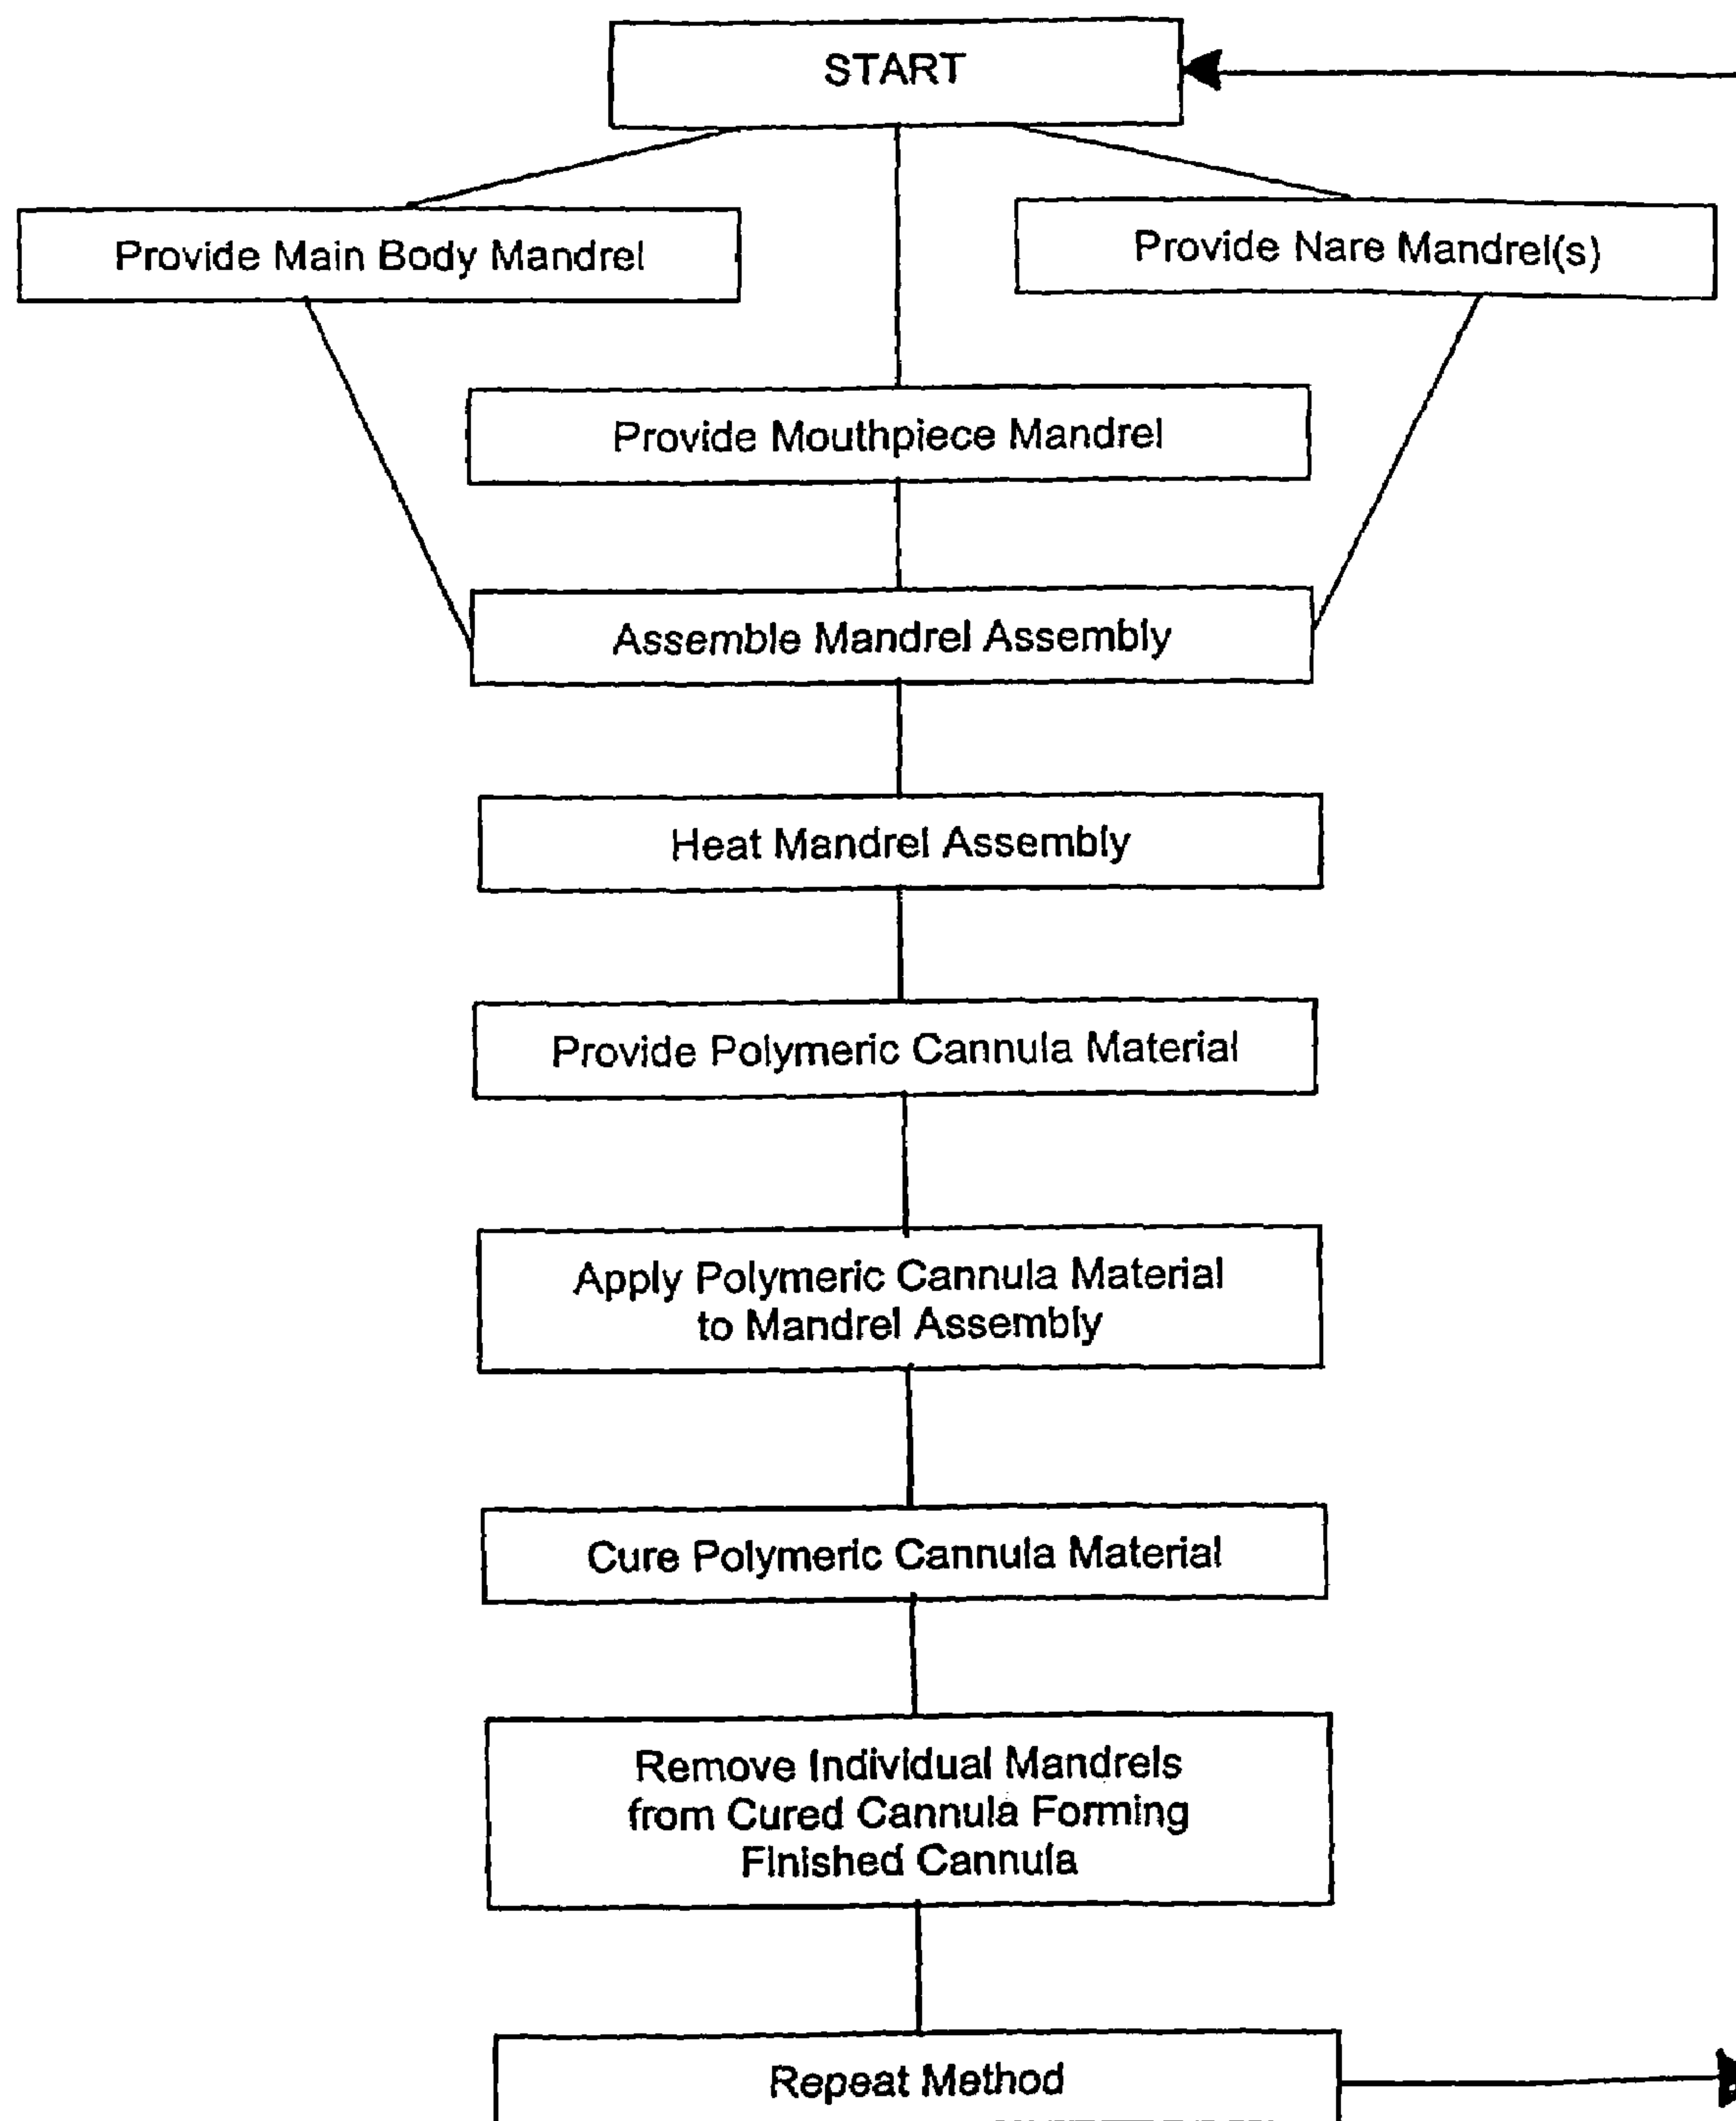 START
Provide Main Body Mandrel
Provide Nare Mandrel(s)
Provide Mouthpiece Mandrel
Assemble Mandrel Assembly
Heat Mandrel Assembly
Provide Polymeric Cannula Material
Apply Polymeric Cannula Material
to Mandrel Assembly
Cure Polymeric Cannula Material
Remove Individual Mandrels
from Cured Cannula Forming
Finished Cannula
Repeat Method